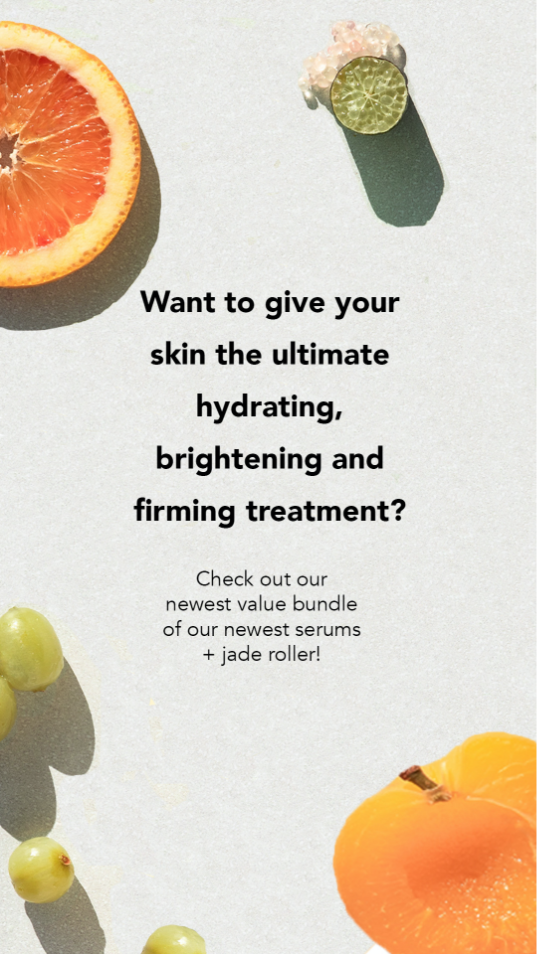 Want to give your
skin the ultimate
hydrating,
brightening and
firming treatment?
Check out our
newest value bundle
of our newest serums
+ jade roller!